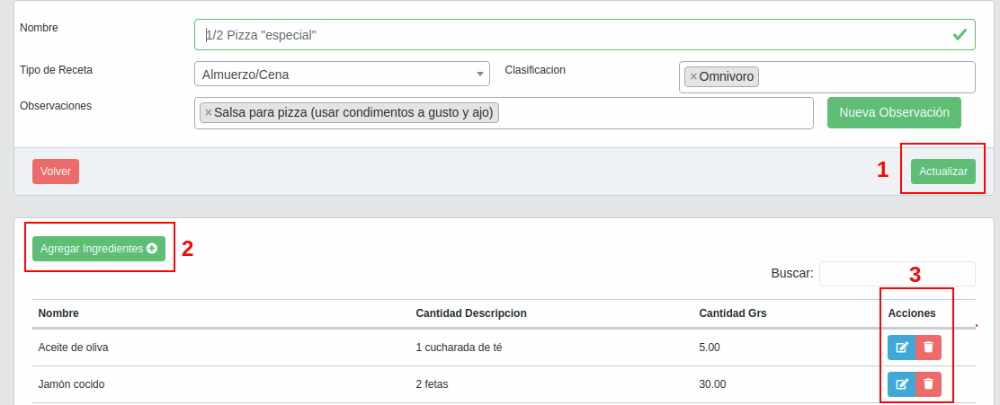 Nombre
1/2 Pizza "especial"
Tipo de Receta
Almuerzo/Cena
Clasificacion
× Omnivoro
Observaciones
× Salsa para pizza (usar condimentos a gusto y ajo)
Nueva Observación
Volver
1
Actualizar
Agregar Ingredientes
2
Buscar:
3
Nombre Cantidad Descripcion Cantidad Grs Acciones
Aceite de oliva 1 cucharada de té 5.00
Jamón cocido 2 fetas 30.00